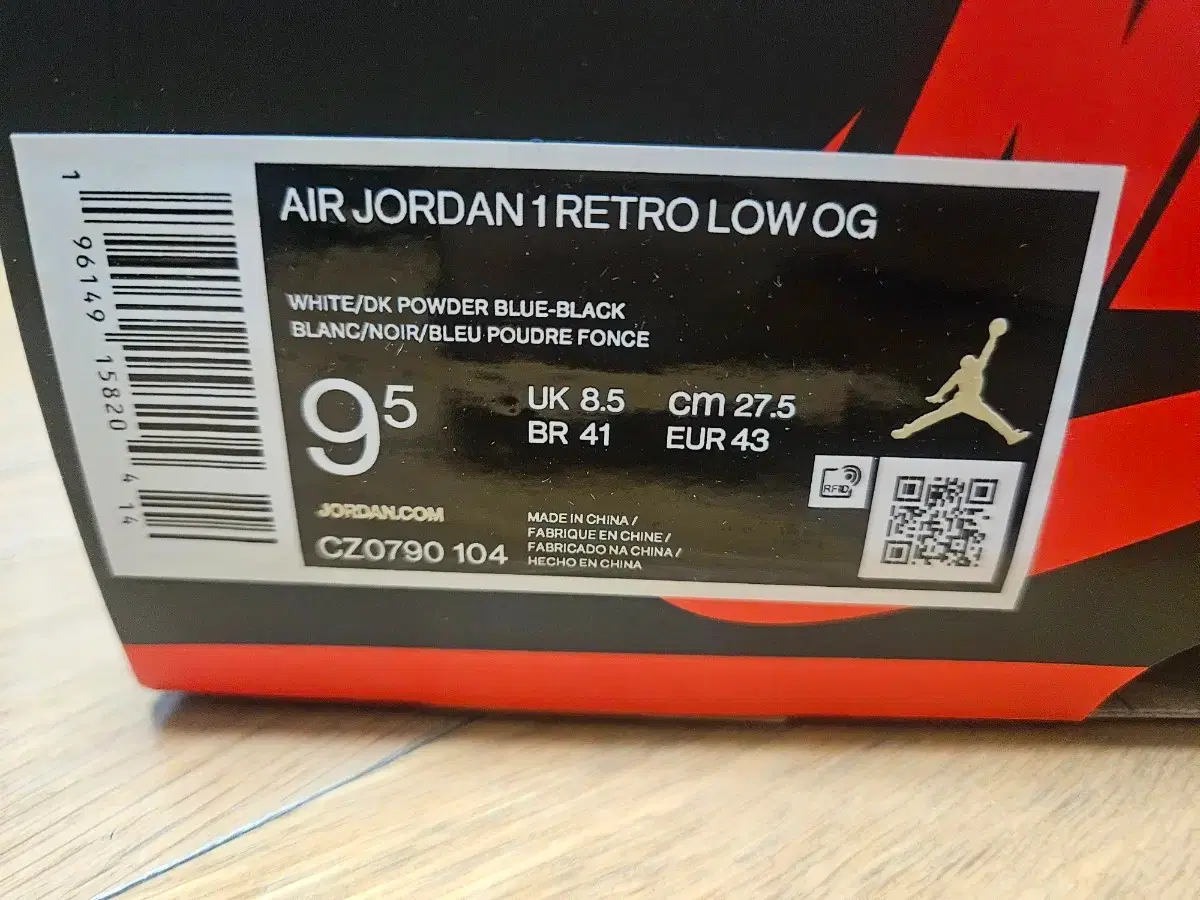 1 96149 15820 4 14
AIR JORDAN 1 RETRO LOW OG
WHITE/DK POWDER BLUE-BLACK
BLANC/NOIR/BLEU POUDRE FONCE
9 5
UK 8.5 cm 27.5
BR 41 EUR 43
RFID
JORDAN.COM
CZ0790 104
MADE IN CHINA /
FABRIQUE EN CHINE /
FABRICADO NA CHINA /
HECHO EN CHINA